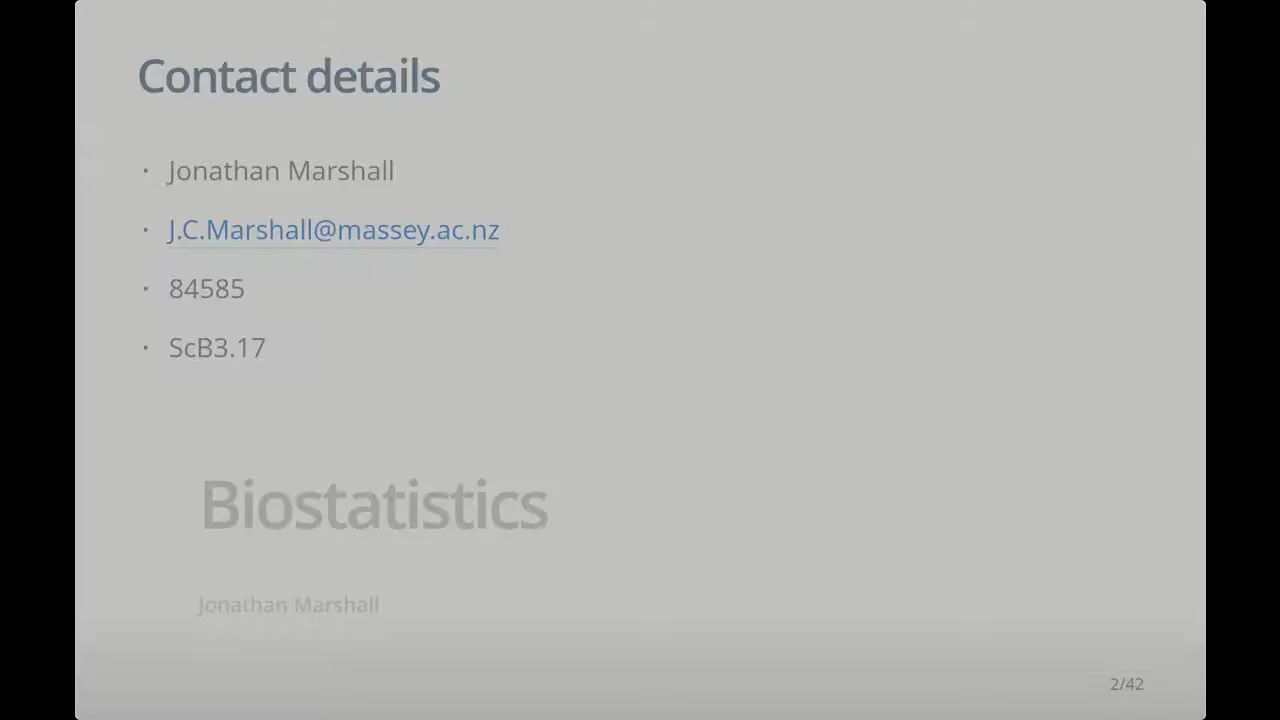 Contact details
Jonathan Marshall
J.C.Marshall@massey.ac.nz
84585
ScB3.17
Biostatistics
Jonathan Marshall
2/42